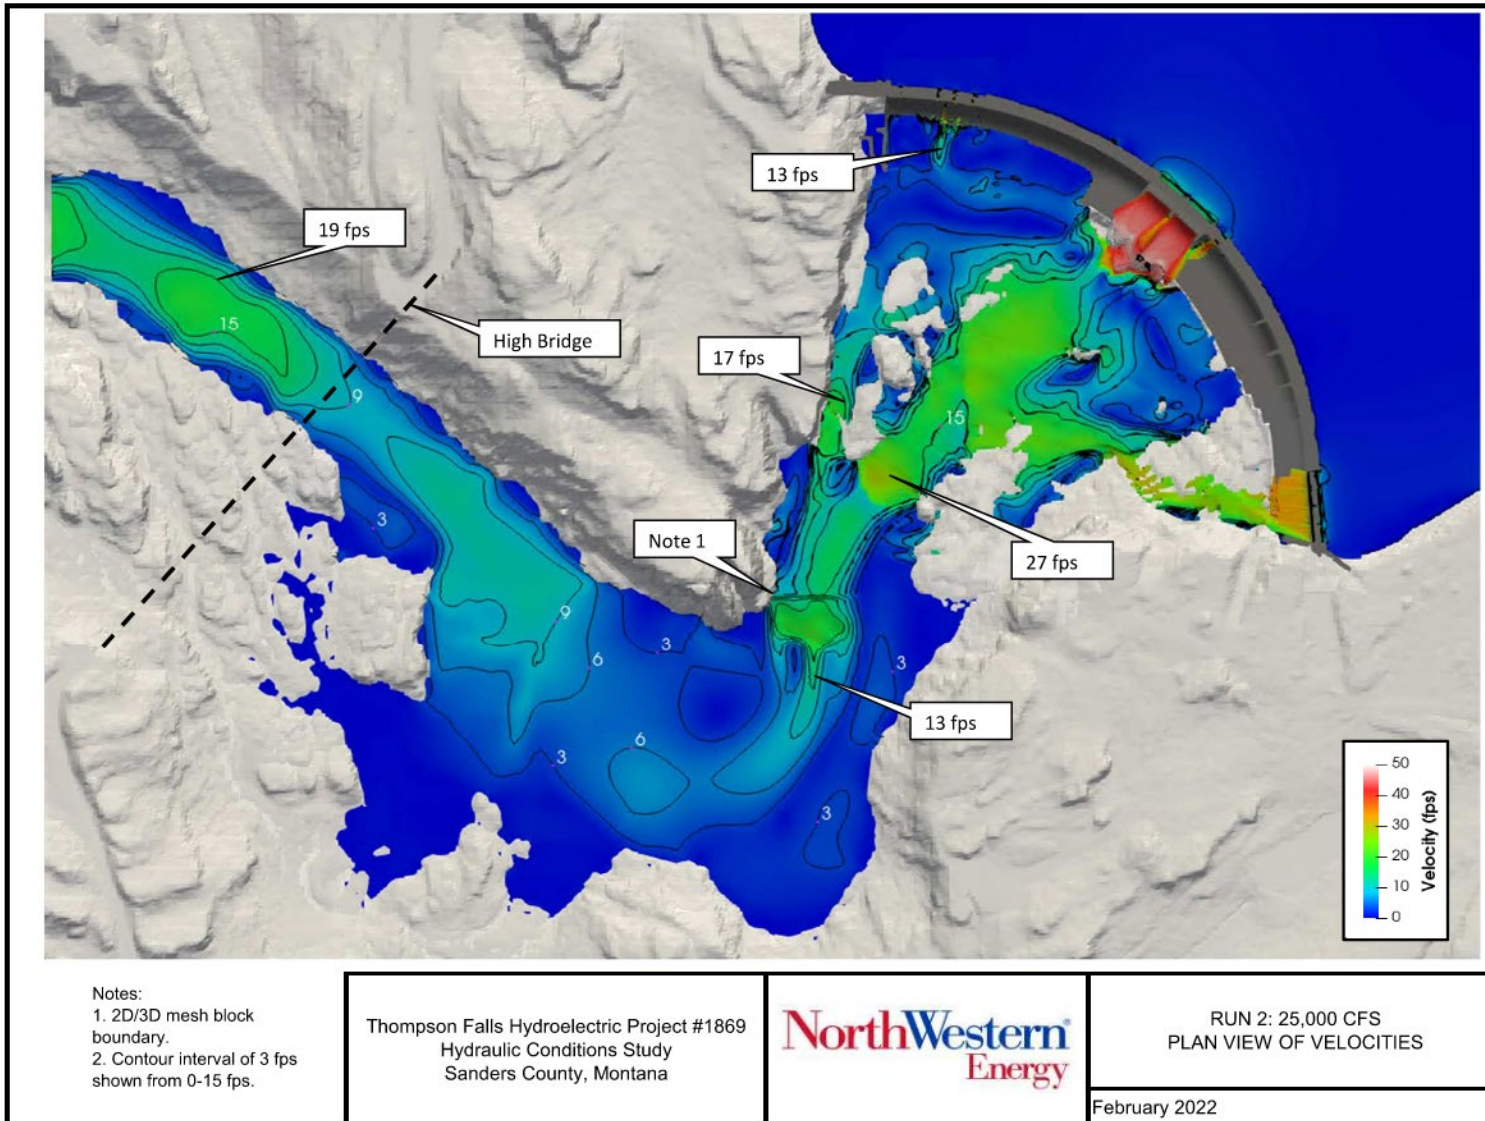 13 fps
19 fps
15
High Bridge
17 fps
9
15
3
Note 1
27 fps
9
3
6
3
13 fps
6
3
3
50
40
30
20
10
0
Velocity (fps)
Notes:
1. 2D/3D mesh block
boundary.
2. Contour interval of 3 fps
shown from 0-15 fps.
Thompson Falls Hydroelectric Project #1869
Hydraulic Conditions Study
Sanders County, Montana
NorthWestern®
Energy
RUN 2: 25,000 CFS
PLAN VIEW OF VELOCITIES
February 2022